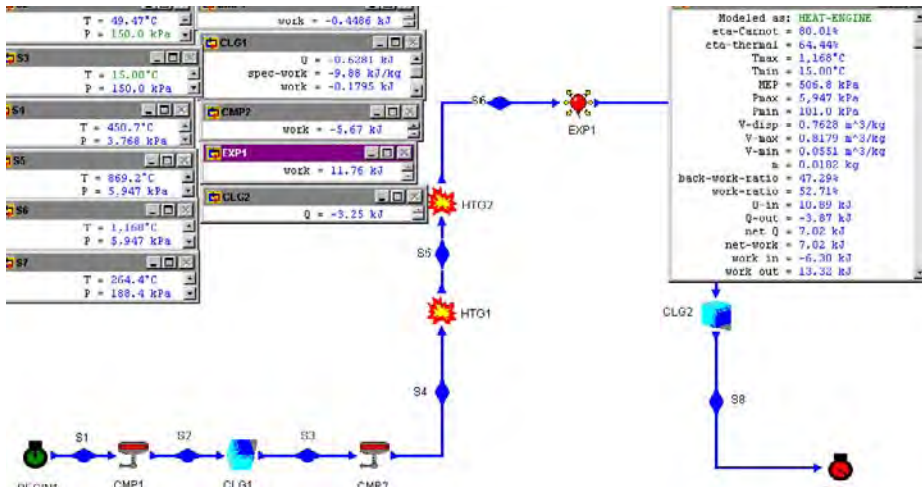 T = 49.47°C
P = 150.0 kPa
S3
T = 15.00°C
P = 150.0 kPa
S4
T = 450.7°C
P = 3,768 kPa
S5
T = 869.2°C
P = 5,947 kPa
S6
T = 1,168°C
P = 5,947 kPa
S7
T = 264.4°C
P = 188.4 kPa
work = -0.4486 kJ
CLG1
Q = -0.6281 kJ
spec-work = -9.88 kJ/kg
work = -0.1795 kJ
CMP2
work = -5.67 kJ
EXP1
work = 11.76 kJ
CLG2
Q = -3.25 kJ
Modeled as: HEAT-ENGINE
eta-Carnot = 80.01%
eta-thermal = 64.44%
Tmax = 1,168°C
Tmin = 15.00°C
MEP = 506.8 kPa
Pmax = 5,947 kPa
Pmin = 101.0 kPa
V-disp = 0.7628 m^3/kg
V-max = 0.8179 m^3/kg
V-min = 0.0551 m^3/kg
m = 0.0182 kg
back-work-ratio = 47.29%
work-ratio = 52.71%
Q-in = 10.89 kJ
Q-out = -3.87 kJ
net Q = 7.02 kJ
net-work = 7.02 kJ
work in = -6.30 kJ
work out = 13.32 kJ
S6
EXP1
HTG2
S5
HTG1
CLG2
S4
S8
S1
S2
S3
CMP1
CLG1
CMP2